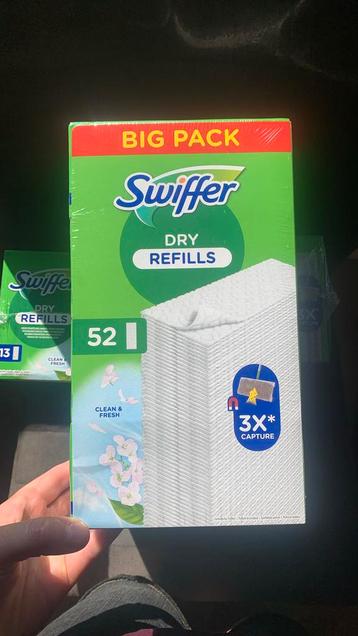 BIG PACK
Swiffer
DRY
REFILLS
52
CLEAN &
FRESH
3X*
CAPTURE
Swiffer
DRY
REFILLS
13
CLEAN &
FRESH